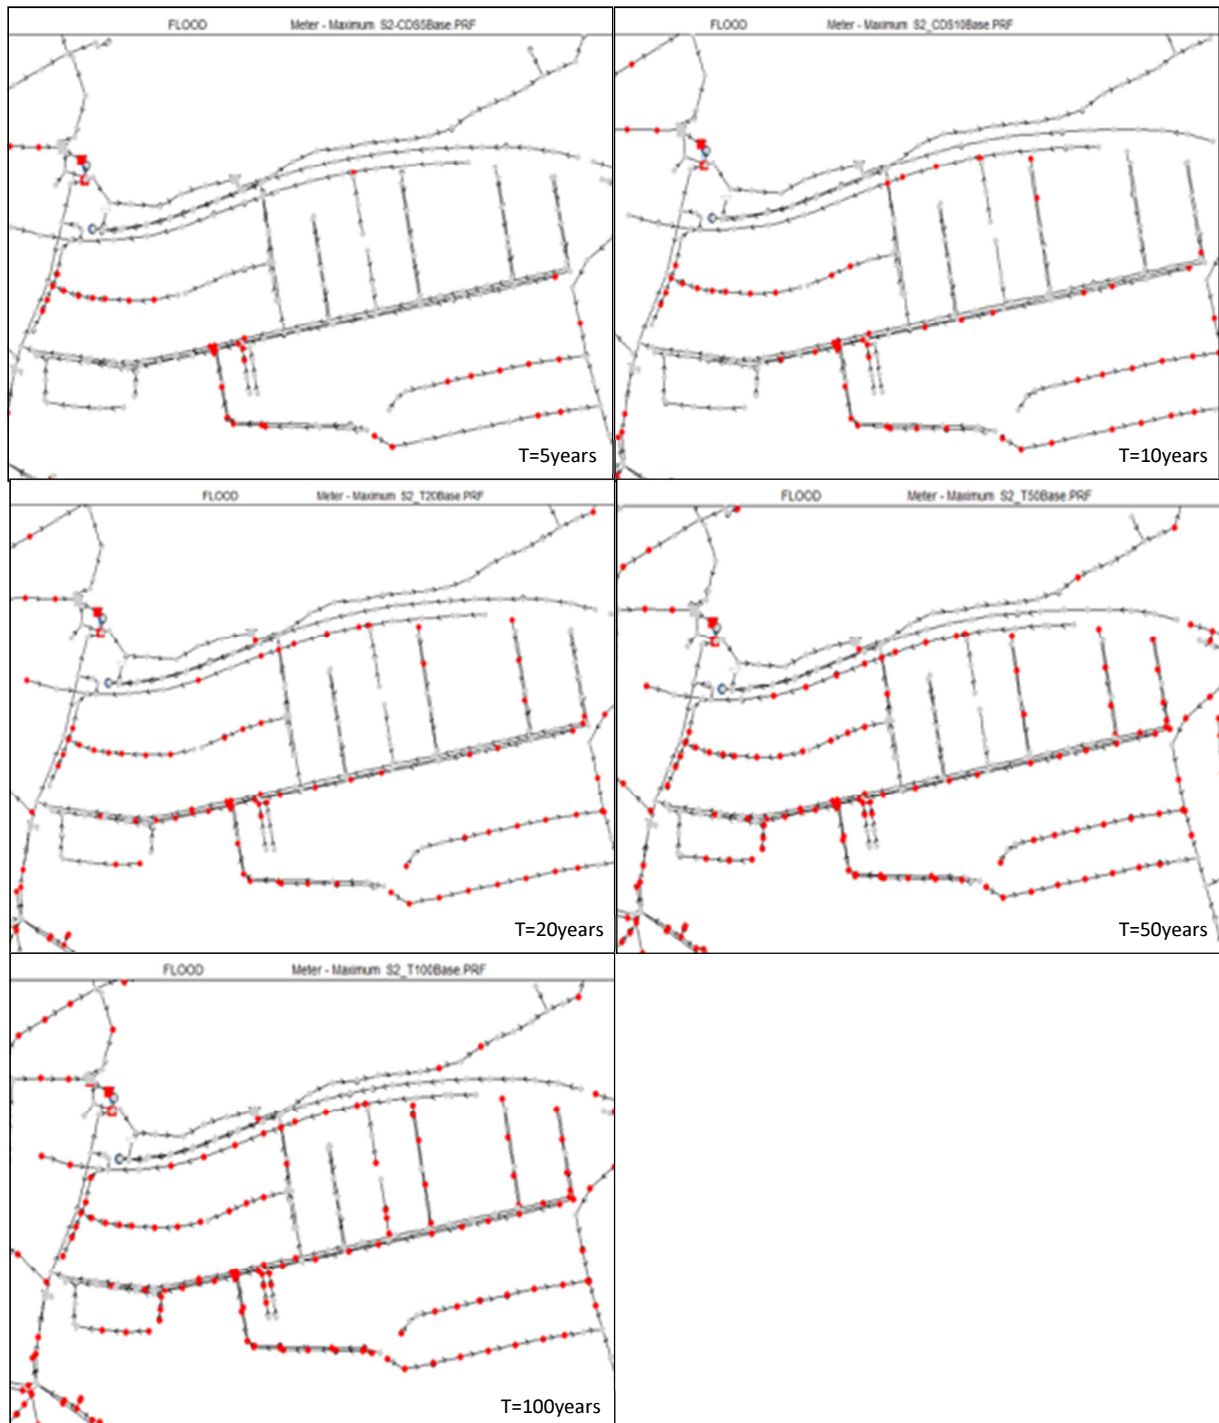 FLOOD Meter - Maximum S2-CDS5Base.PRF
T=5years
FLOOD Meter - Maximum S2_CDS10Base.PRF
T=10years
FLOOD Meter - Maximum S2_T20Base.PRF
T=20years
FLOOD Meter - Maximum S2_T50Base.PRF
T=50years
FLOOD Meter - Maximum S2_T100Base.PRF
T=100years